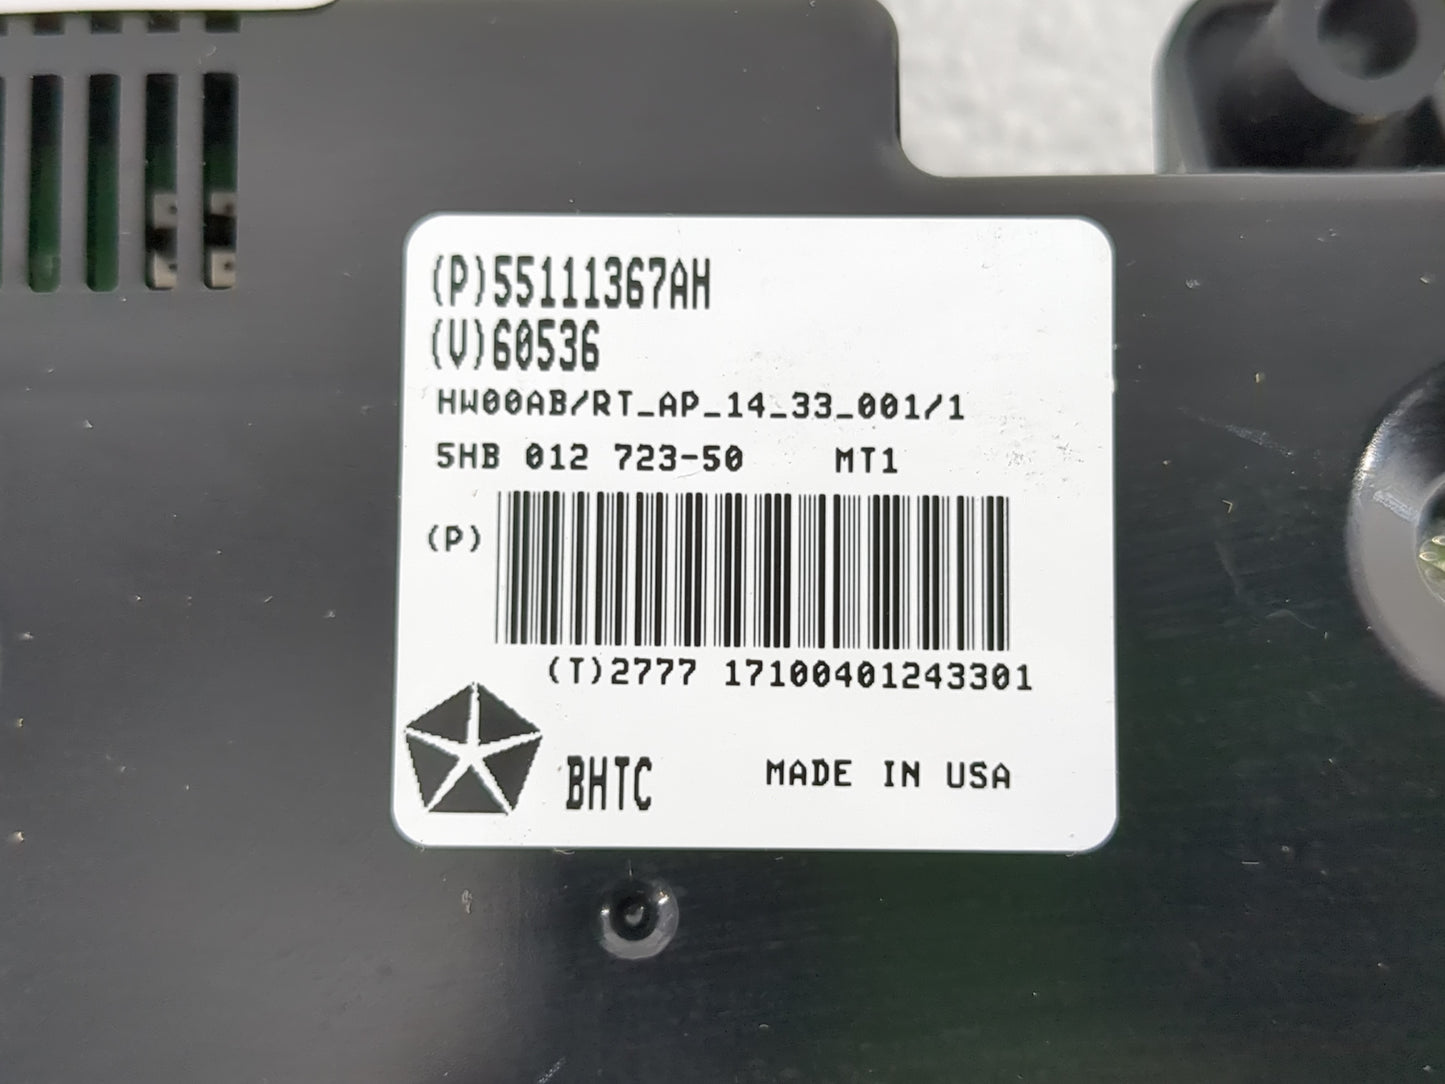 (P)55111367AH
(V)60536
HW00AB/RT_AP_14_33_001/1
5HB 012 723-50 MT1
(P)
(T)2777 17100401243301
BHTC MADE IN USA